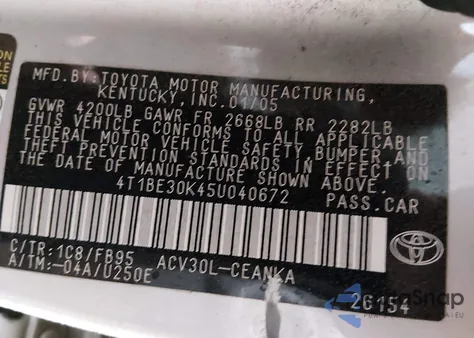 MFD.BY:TOYOTA MOTOR MANUFACTURING,
KENTUCKY, INC.01/05
GVWR 4200LB GAWR FR 2668LB RR 2282LB
THIS VEHICLE CONFORMS TO ALL APPLICABLE
FEDERAL MOTOR VEHICLE SAFETY, BUMPER, AND
THEFT PREVENTION STANDARDS IN EFFECT ON
THE DATE OF MANUFACTURE SHOWN ABOVE.
4T1BE30K45U040672 PASS.CAR
C/TR:1C8/FB95 ACV30L-CEANKA
A/TM:-04A/U250E
TOYOTA
26154